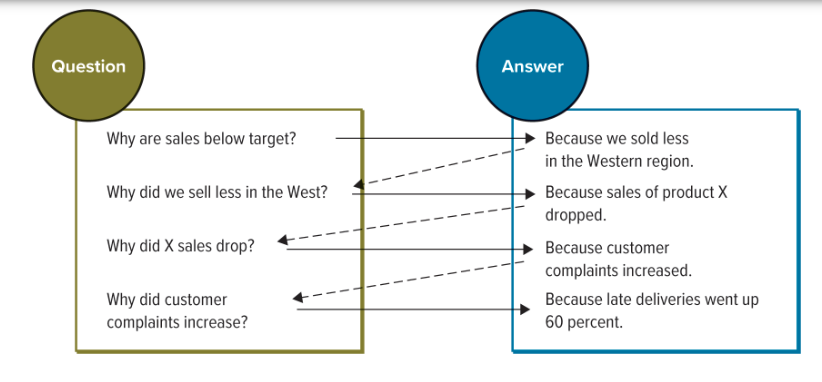 Question
Answer
Why are sales below target?
Because we sold less
in the Western region.
Why did we sell less in the West?
Because sales of product X
dropped.
Why did X sales drop?
Because customer
complaints increased.
Why did customer
complaints increase?
Because late deliveries went up
60 percent.